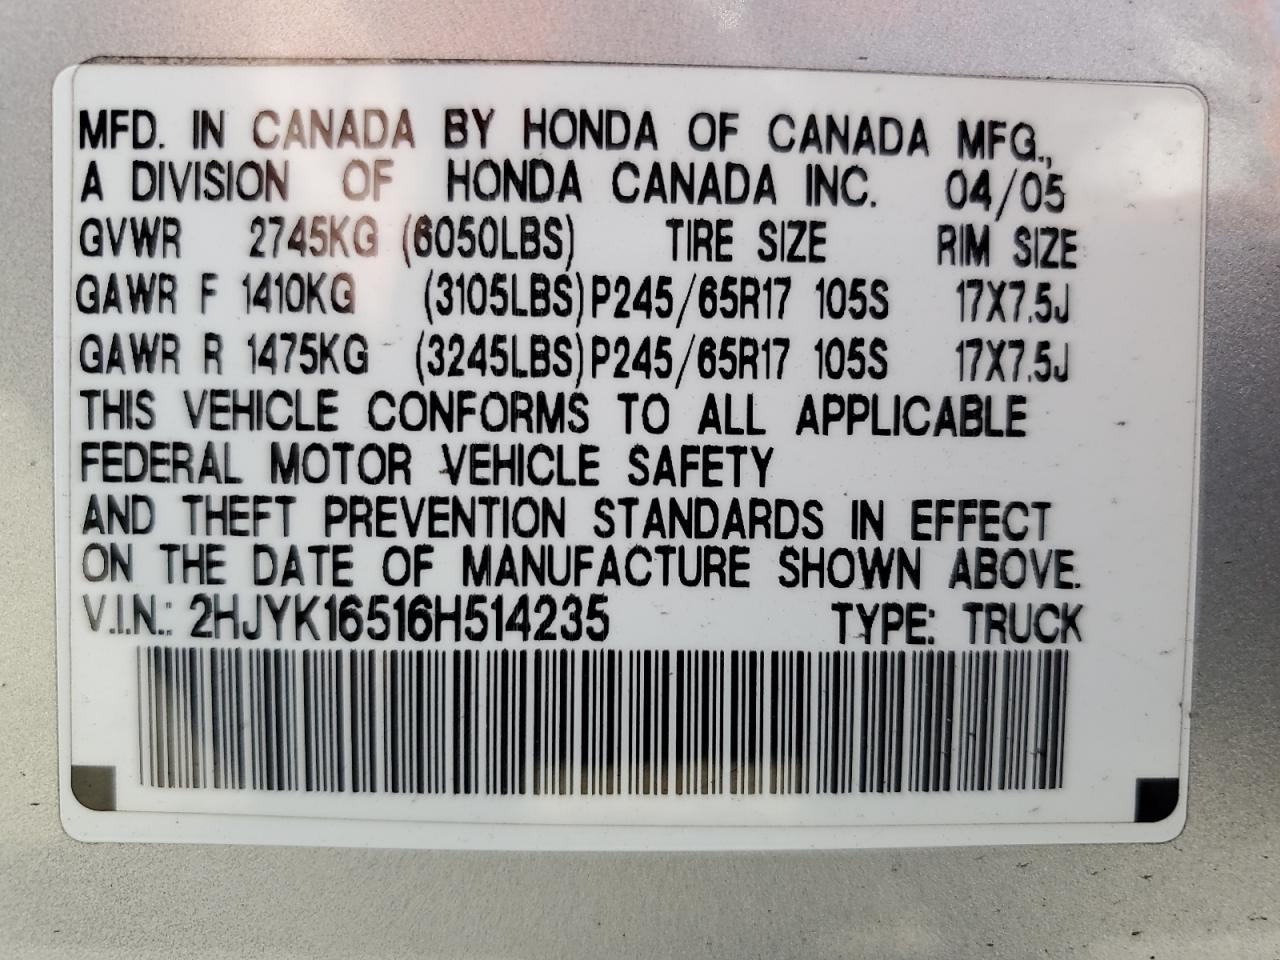 MFD. IN CANADA BY HONDA OF CANADA MFG.,
A DIVISION OF HONDA CANADA INC. 04/05
GVWR 2745KG (6050LBS) TIRE SIZE RIM SIZE
GAWR F 1410KG (3105LBS) P245/65R17 105S 17X7.5J
GAWR R 1475KG (3245LBS) P245/65R17 105S 17X7.5J
THIS VEHICLE CONFORMS TO ALL APPLICABLE
FEDERAL MOTOR VEHICLE SAFETY
AND THEFT PREVENTION STANDARDS IN EFFECT
ON THE DATE OF MANUFACTURE SHOWN ABOVE.
V.I.N.: 2HJYK16516H514235 TYPE: TRUCK